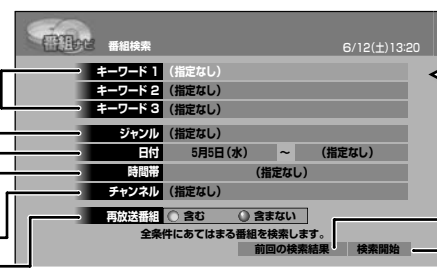 番組ナビ 番組検索 6/12(土)13:20
キーワード 1 (指定なし)
キーワード 2 (指定なし)
キーワード 3 (指定なし)
ジャンル (指定なし)
日付 5月5日(水) ～ (指定なし)
時間帯 (指定なし)
チャンネル (指定なし)
再放送番組 含む 含まない
全条件にあてはまる番組を検索します。
前回の検索結果 検索開始